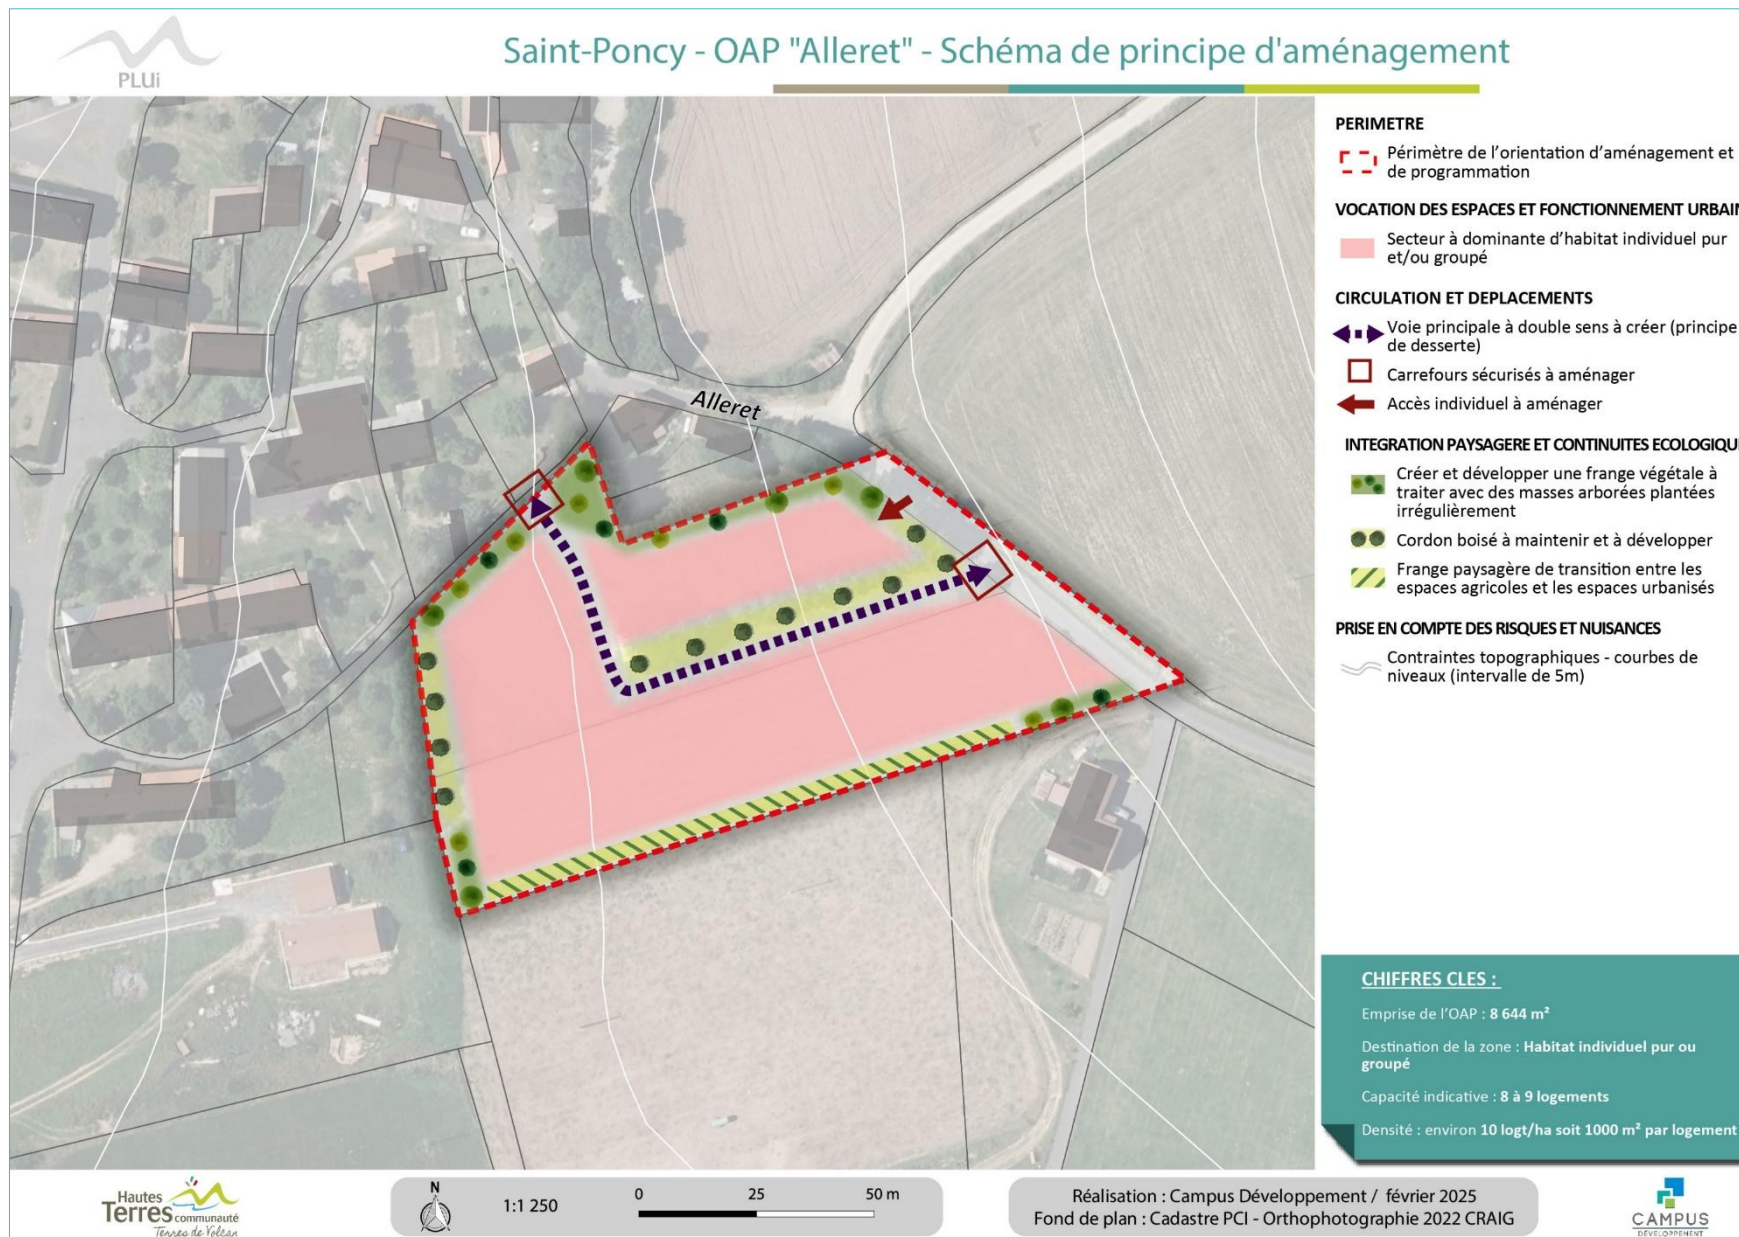 PLUi
Saint-Poncy - OAP "Alleret" - Schéma de principe d'aménagement
Alleret
PERIMETRE
Périmètre de l'orientation d'aménagement et
de programmation
VOCATION DES ESPACES ET FONCTIONNEMENT URBAIN
Secteur à dominante d'habitat individuel pur
et/ou groupé
CIRCULATION ET DEPLACEMENTS
Voie principale à double sens à créer (principe
de desserte)
Carrefours sécurisés à aménager
Accès individuel à aménager
INTEGRATION PAYSAGERE ET CONTINUITES ECOLOGIQU
Créer et développer une frange végétale à
traiter avec des masses arborées plantées
irrégulièrement
Cordon boisé à maintenir et à développer
Frange paysagère de transition entre les
espaces agricoles et les espaces urbanisés
PRISE EN COMPTE DES RISQUES ET NUISANCES
Contraintes topographiques - courbes de
niveaux (intervalle de 5m)
CHIFFRES CLES :
Emprise de l'OAP : 8 644 m²
Destination de la zone : Habitat individuel pur ou
groupé
Capacité indicative : 8 à 9 logements
Densité : environ 10 logt/ha soit 1000 m² par logement
Hautes
Terres communauté
Terres de Volcan
N
1:1 250
0 25 50 m
Réalisation : Campus Développement / février 2025
Fond de plan : Cadastre PCI - Orthophotographie 2022 CRAIG
CAMPUS
DÉVELOPPEMENT